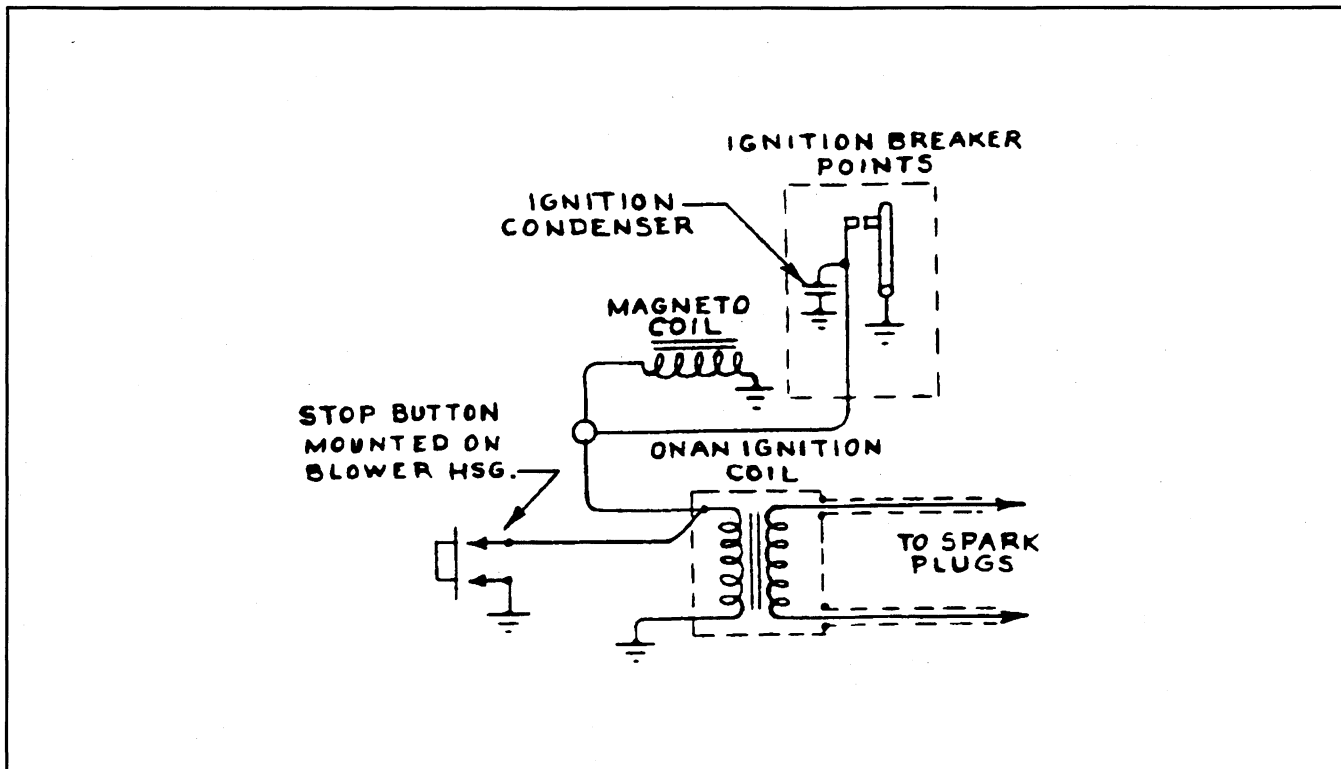 IGNITION BREAKER
POINTS
IGNITION
CONDENSER
MAGNETO
COIL
STOP BUTTON
MOUNTED ON
BLOWER HSG.
ONAN IGNITION
COIL
TO SPARK
PLUGS